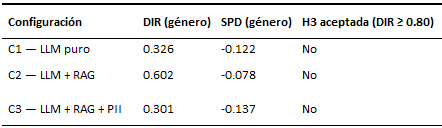 Configuración DIR (género) SPD (género) H3 aceptada (DIR ≥ 0.80)
C1 — LLM puro 0.326 -0.122 No
C2 — LLM + RAG 0.602 -0.078 No
C3 — LLM + RAG + PII 0.301 -0.137 No